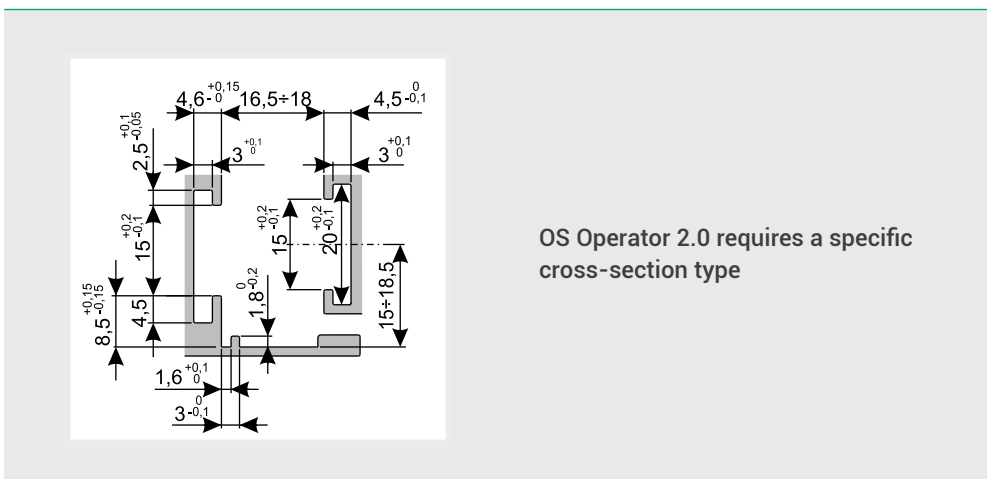 4,6-0 +0,15 16,5÷18 4,5-0,1 0
2,5-0,05 +0,1
3 +0,1 0
3 +0,1 0
15-0,1 +0,2
15-0,1 +0,2
20-0,1 +0,2
OS Operator 2.0 requires a specific
cross-section type
8,5-0,15 +0,15
4,5
1,8-0,2 0
15÷18,5
1,6 +0,1 0
3-0,1 0